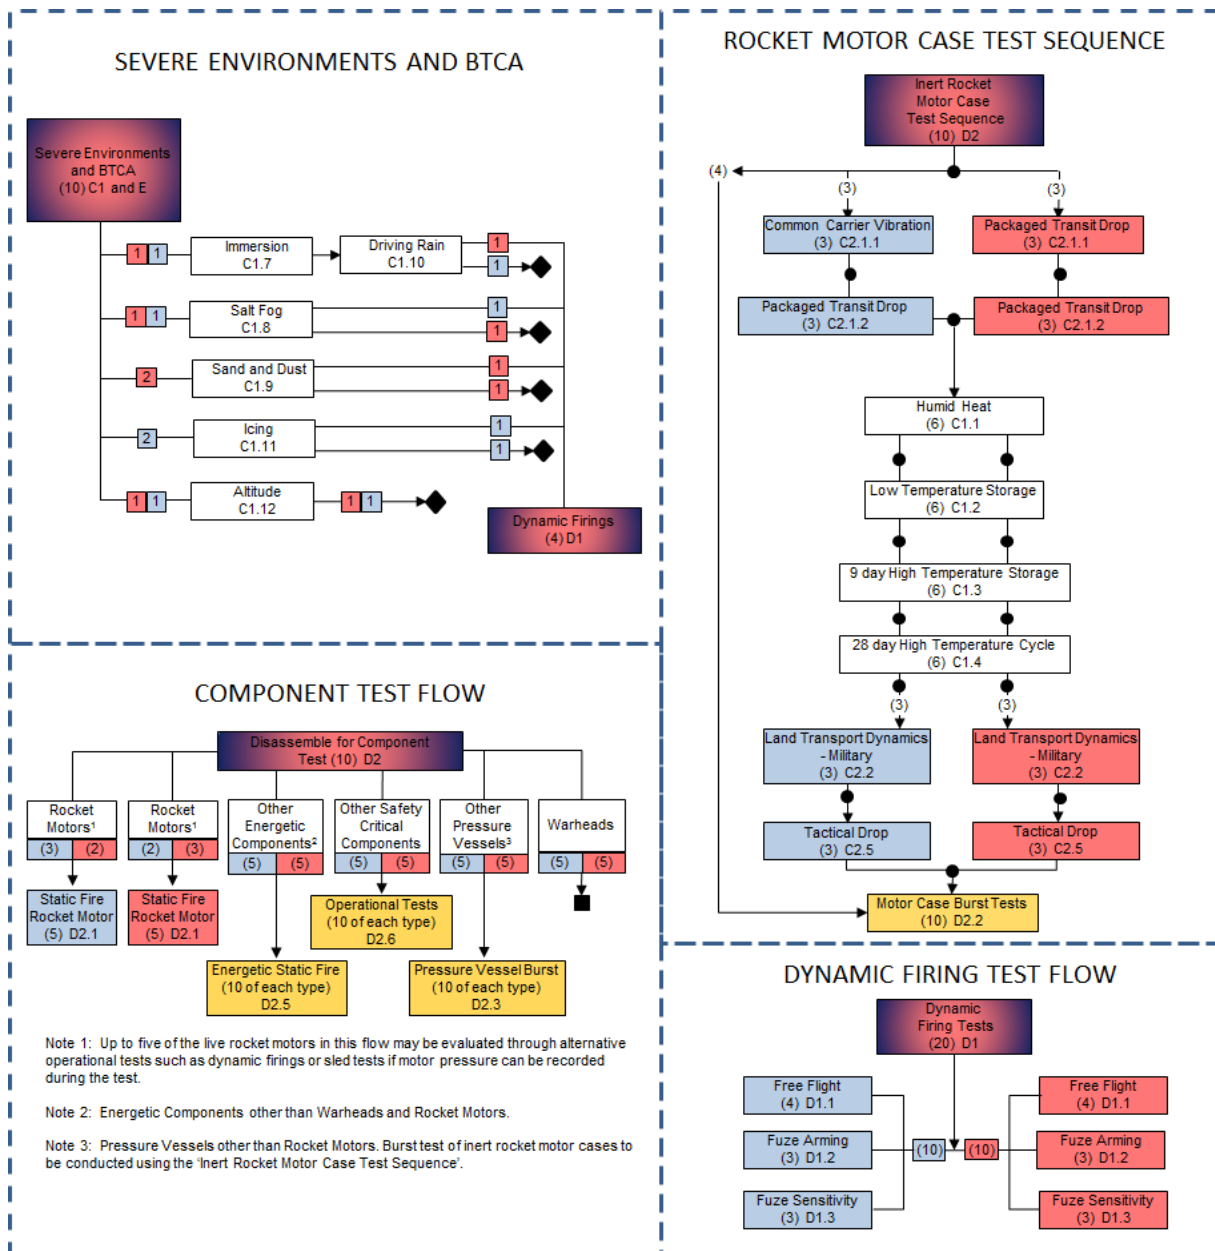 SEVERE ENVIRONMENTS AND BTCA
Severe Environments
and BTCA
(10) C1 and E
1 1
Immersion
C1.7
Driving Rain
C1.10
1
1
1 1
Salt Fog
C1.8
1
1
2
Sand and Dust
C1.9
1
1
2
Icing
C1.11
1
1
1 1
Altitude
C1.12
1 1
Dynamic Firings
(4) D1
ROCKET MOTOR CASE TEST SEQUENCE
Inert Rocket
Motor Case
Test Sequence
(10) D2
(4)
(3)
(3)
Common Carrier Vibration
(3) C2.1.1
Packaged Transit Drop
(3) C2.1.1
Packaged Transit Drop
(3) C2.1.2
Packaged Transit Drop
(3) C2.1.2
Humid Heat
(6) C1.1
Low Temperature Storage
(6) C1.2
9 day High Temperature Storage
(6) C1.3
28 day High Temperature Cycle
(6) C1.4
(3)
(3)
Land Transport Dynamics
- Military
(3) C2.2
Land Transport Dynamics
- Military
(3) C2.2
Tactical Drop
(3) C2.5
Tactical Drop
(3) C2.5
Motor Case Burst Tests
(10) D2.2
COMPONENT TEST FLOW
Disassemble for Component
Test (10) D2
Rocket
Motors¹
(3) (2)
Rocket
Motors¹
(2) (3)
Other
Energetic
Components²
(5) (5)
Other Safety
Critical
Components
(5) (5)
Other
Pressure
Vessels³
(5) (5)
Warheads
(5) (5)
Static Fire
Rocket Motor
(5) D2.1
Static Fire
Rocket Motor
(5) D2.1
Operational Tests
(10 of each type)
D2.6
Energetic Static Fire
(10 of each type)
D2.5
Pressure Vessel Burst
(10 of each type)
D2.3
Note 1: Up to five of the live rocket motors in this flow may be evaluated through alternative
operational tests such as dynamic firings or sled tests if motor pressure can be recorded
during the test.
Note 2: Energetic Components other than Warheads and Rocket Motors.
Note 3: Pressure Vessels other than Rocket Motors. Burst test of inert rocket motor cases to
be conducted using the 'Inert Rocket Motor Case Test Sequence'.
DYNAMIC FIRING TEST FLOW
Dynamic
Firing Tests
(20) D1
Free Flight
(4) D1.1
Free Flight
(4) D1.1
Fuze Arming
(3) D1.2
(10)
(10)
Fuze Arming
(3) D1.2
Fuze Sensitivity
(3) D1.3
Fuze Sensitivity
(3) D1.3